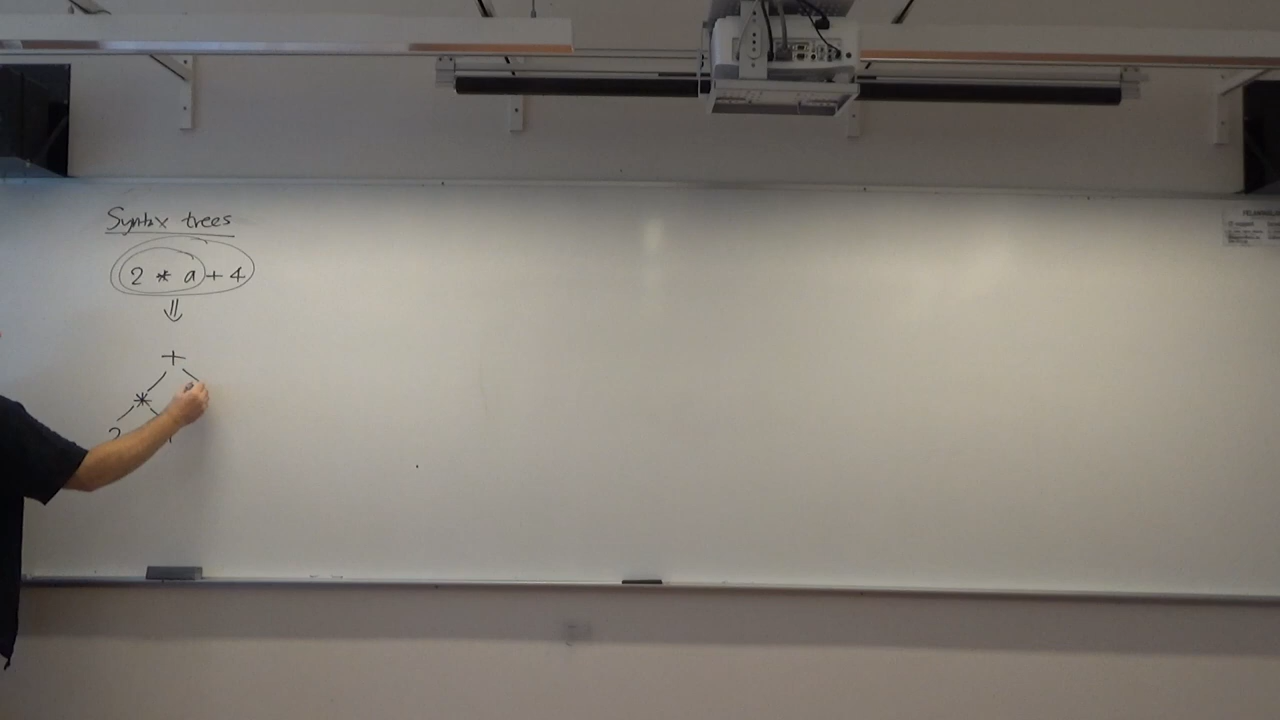 Syntax trees
2 * a + 4
⇓
+
*
2